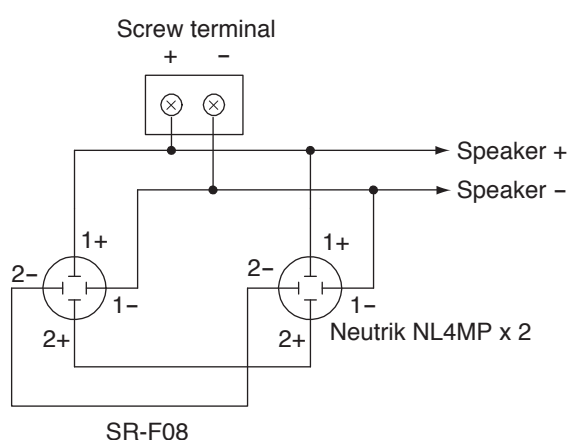 Screw terminal
+ −
Speaker +
Speaker −
1+ 1+
2− 2−
1− 1−
2+ 2+
Neutrik NL4MP x 2
SR-F08